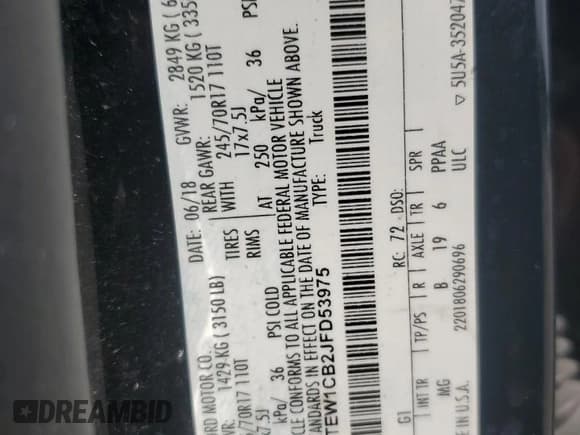 RD MOTOR CO. DATE: 06/18 GVWR: 2849 KG ( 6
WR: 1429 KG ( 3150 LB) REAR GAWR: 1520 KG ( 335
/70R17 110T TIRES WITH 245/70R17 110T
x7.5J RIMS 17x7.5J
kPa/ 36 PSI COLD AT 250 kPa/ 36 PSI
CLE CONFORMS TO ALL APPLICABLE FEDERAL MOTOR VEHICLE
ANDARDS IN EFFECT ON THE DATE OF MANUFACTURE SHOWN ABOVE.
TEW1CB2JFD53975 TYPE: Truck
G1 RC: 72 DSO:
INT TR TP/PS R AXLE TR SPR
MG B 19 6 PPAA
2201806290696 ULC
E IN U.S.A. ▽ 5U5A-352047
DREAMBID